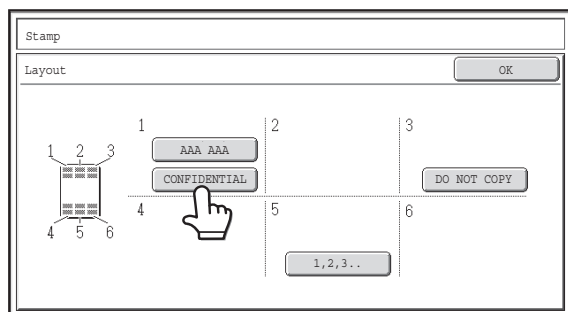 Stamp
Layout
OK
1 2 3
1 2 3
AAA AAA
CONFIDENTIAL
DO NOT COPY
4 5 6
4 5 6
1,2,3..